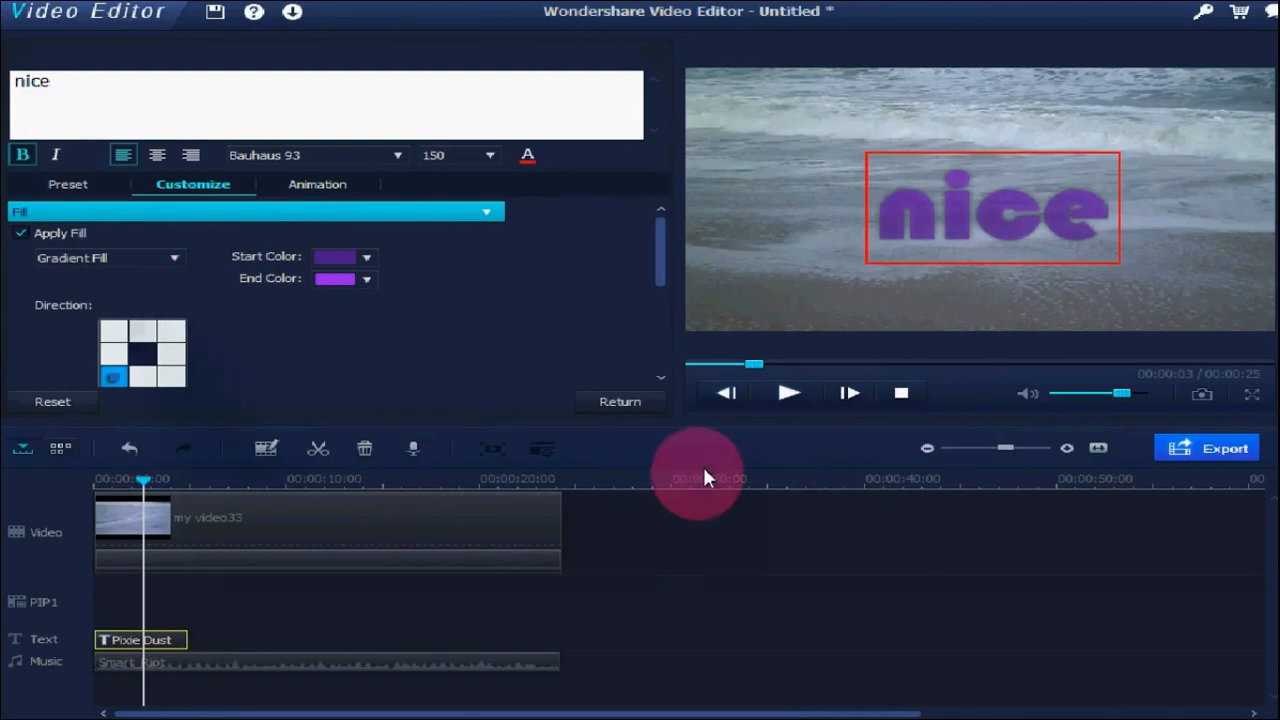 Video Editor
Wondershare Video Editor - Untitled *
nice
B I Bauhaus 93 150 A
Preset Customize Animation
Fill
Apply Fill
Gradient Fill
Start Color:
End Color:
Direction:
Reset
Return
nice
00:00:03 / 00:00:25
Export
00:00:10:00 00:00:20:00 00:00:40:00 00:00:50:00 00
Video my video33
PIP1
Text T Pixie Dust
Music Smart Riot